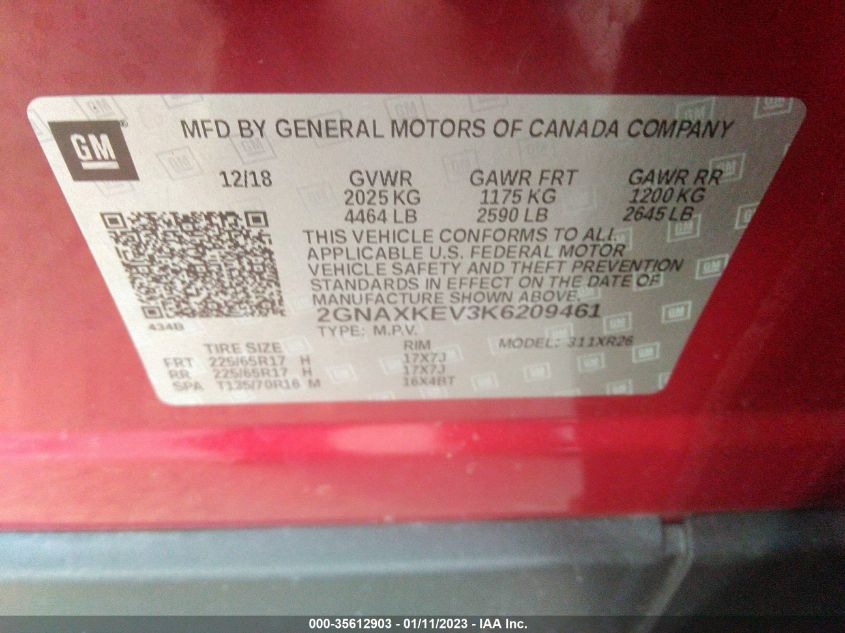 GM
MFD BY GENERAL MOTORS OF CANADA COMPANY
12/18 GVWR GAWR FRT GAWR RR
2025 KG 1175 KG 1200 KG
4464 LB 2590 LB 2645 LB
THIS VEHICLE CONFORMS TO ALL
APPLICABLE U.S. FEDERAL MOTOR
VEHICLE SAFETY AND THEFT PREVENTION
STANDARDS IN EFFECT ON THE DATE OF
MANUFACTURE SHOWN ABOVE.
434B
2GNAXKEV3K6209461
TYPE: M.P.V. MODEL: 311XR26
TIRE SIZE RIM
FRT 225/65R17 H 17X7J
RR 225/65R17 H 17X7J
SPA T135/70R16 M 16X4BT
000-35612903 - 01/11/2023 - IAA Inc.